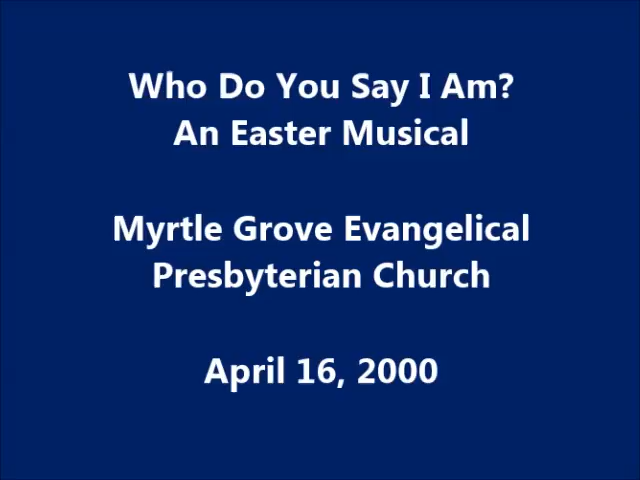 Who Do You Say I Am?
An Easter Musical
Myrtle Grove Evangelical
Presbyterian Church
April 16, 2000